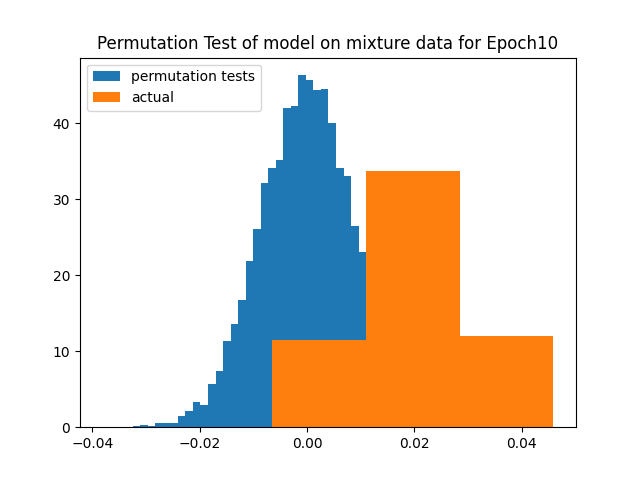 Permutation Test of model on mixture data for Epoch10
permutation tests
actual
40
30
20
10
0
−0.04 −0.02 0.00 0.02 0.04